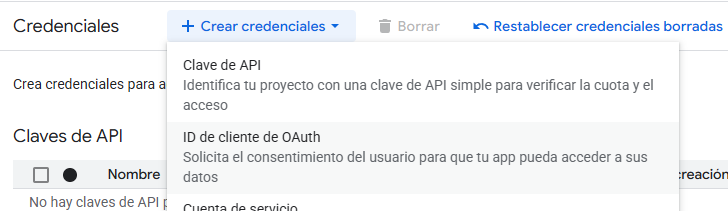 Credenciales
+ Crear credenciales
Borrar
Restablecer credenciales borradas
Clave de API
Identifica tu proyecto con una clave de API simple para verificar la cuota y el
acceso
Crea credenciales para a
ID de cliente de OAuth
Solicita el consentimiento del usuario para que tu app pueda acceder a sus
datos
Claves de API
Nombre
creación
No hay claves de API
Cuenta de servicio